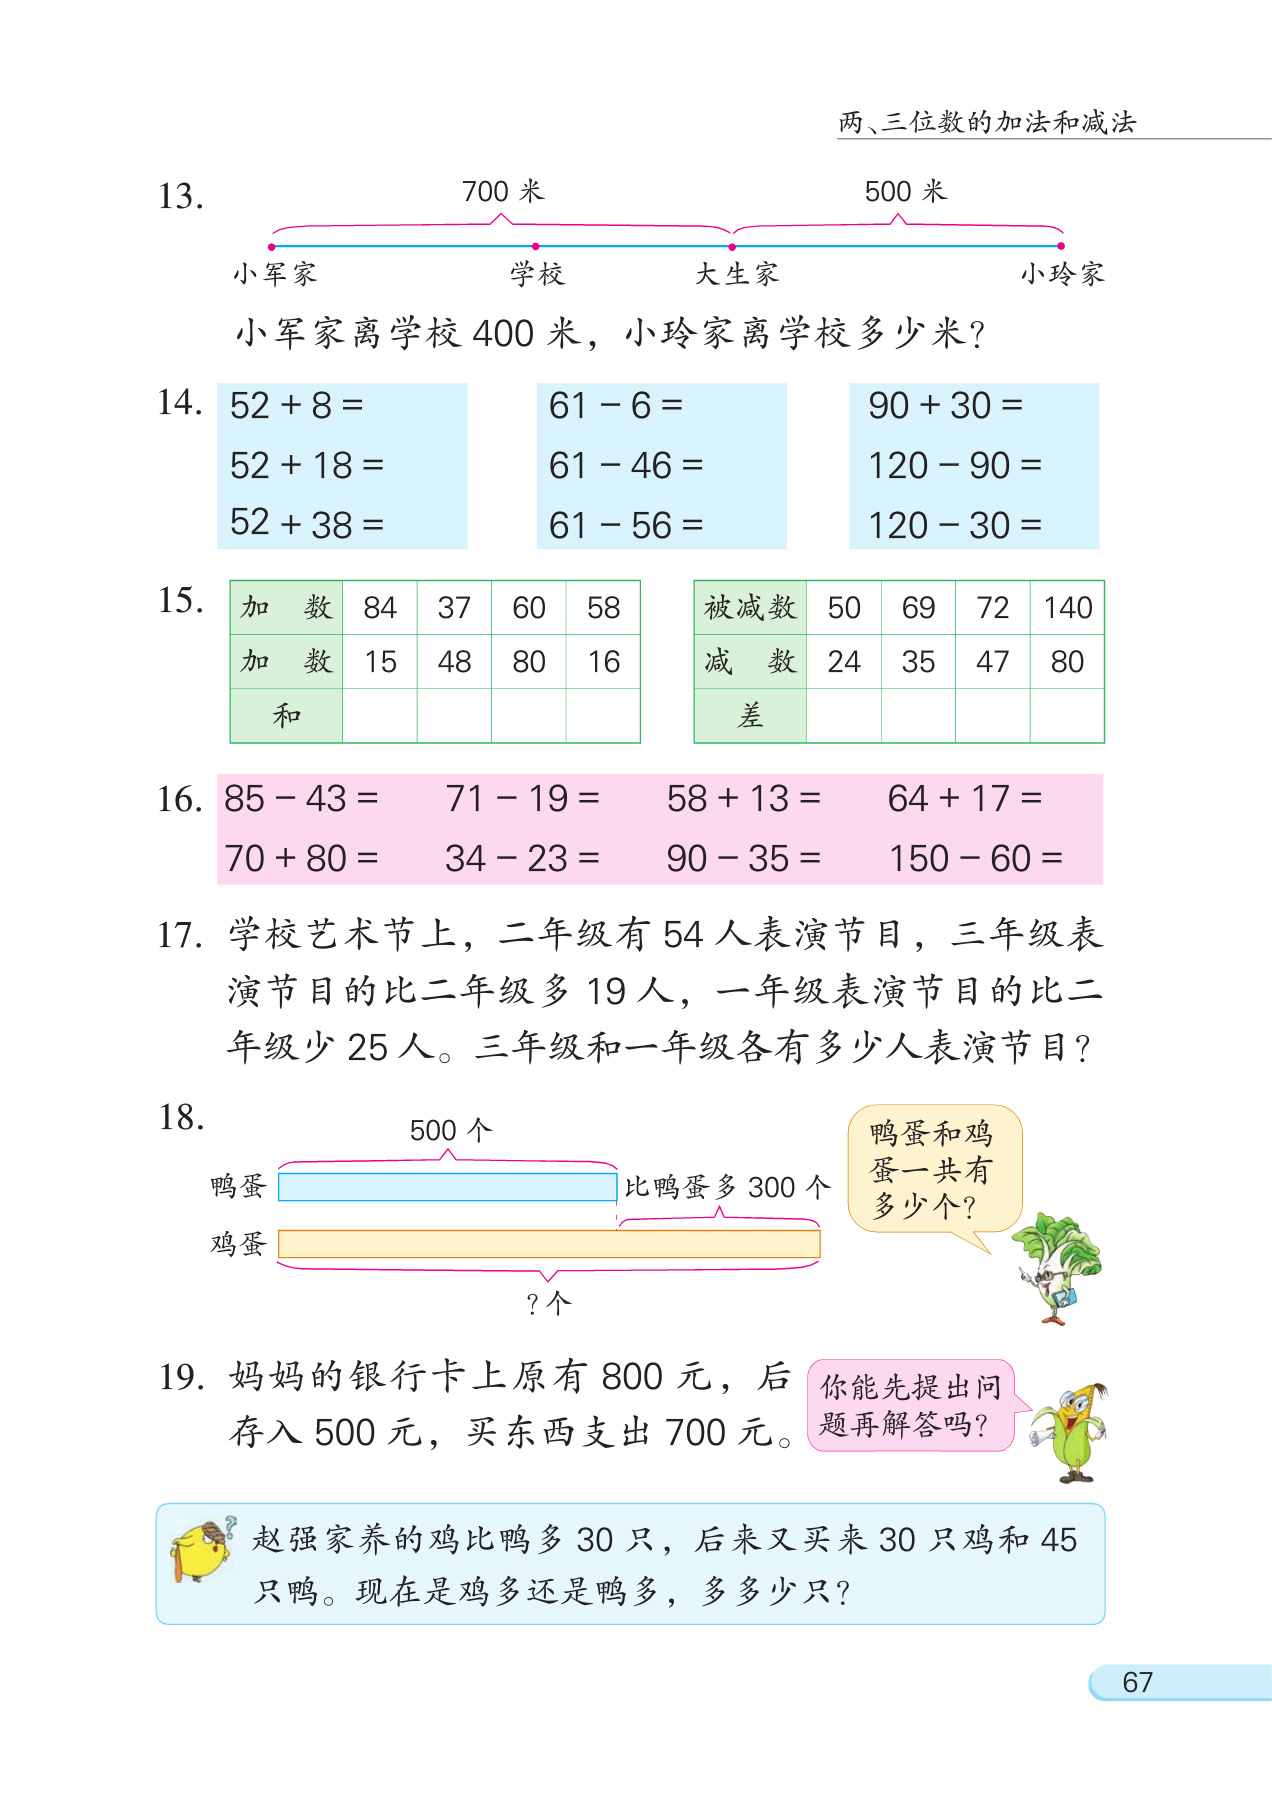 两、三位数的加法和减法
13.
700 米 500 米
小军家 学校 大生家 小玲家
小军家离学校 400 米，小玲家离学校多少米？
14. 52 + 8 = 61 − 6 = 90 + 30 =
52 + 18 = 61 − 46 = 120 − 90 =
52 + 38 = 61 − 56 = 120 − 30 =
15.
加 数 84 37 60 58
加 数 15 48 80 16
和
被减数 50 69 72 140
减 数 24 35 47 80
差
16. 85 − 43 = 71 − 19 = 58 + 13 = 64 + 17 =
70 + 80 = 34 − 23 = 90 − 35 = 150 − 60 =
17. 学校艺术节上，二年级有 54 人表演节目，三年级表
演节目的比二年级多 19 人，一年级表演节目的比二
年级少 25 人。三年级和一年级各有多少人表演节目？
18.
500 个
鸭蛋 比鸭蛋多 300 个
鸡蛋
? 个
鸭蛋和鸡
蛋一共有
多少个？
19. 妈妈的银行卡上原有 800 元，后
存入 500 元，买东西支出 700 元。
你能先提出问
题再解答吗？
赵强家养的鸡比鸭多 30 只，后来又买来 30 只鸡和 45
只鸭。现在是鸡多还是鸭多，多多少只？
?
67